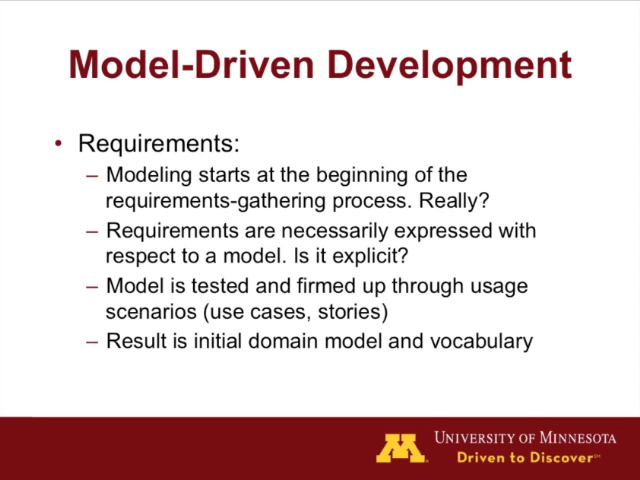 Model-Driven Development
• Requirements:
– Modeling starts at the beginning of the
requirements-gathering process. Really?
– Requirements are necessarily expressed with
respect to a model. Is it explicit?
– Model is tested and firmed up through usage
scenarios (use cases, stories)
– Result is initial domain model and vocabulary
M
UNIVERSITY OF MINNESOTA
Driven to Discover℠